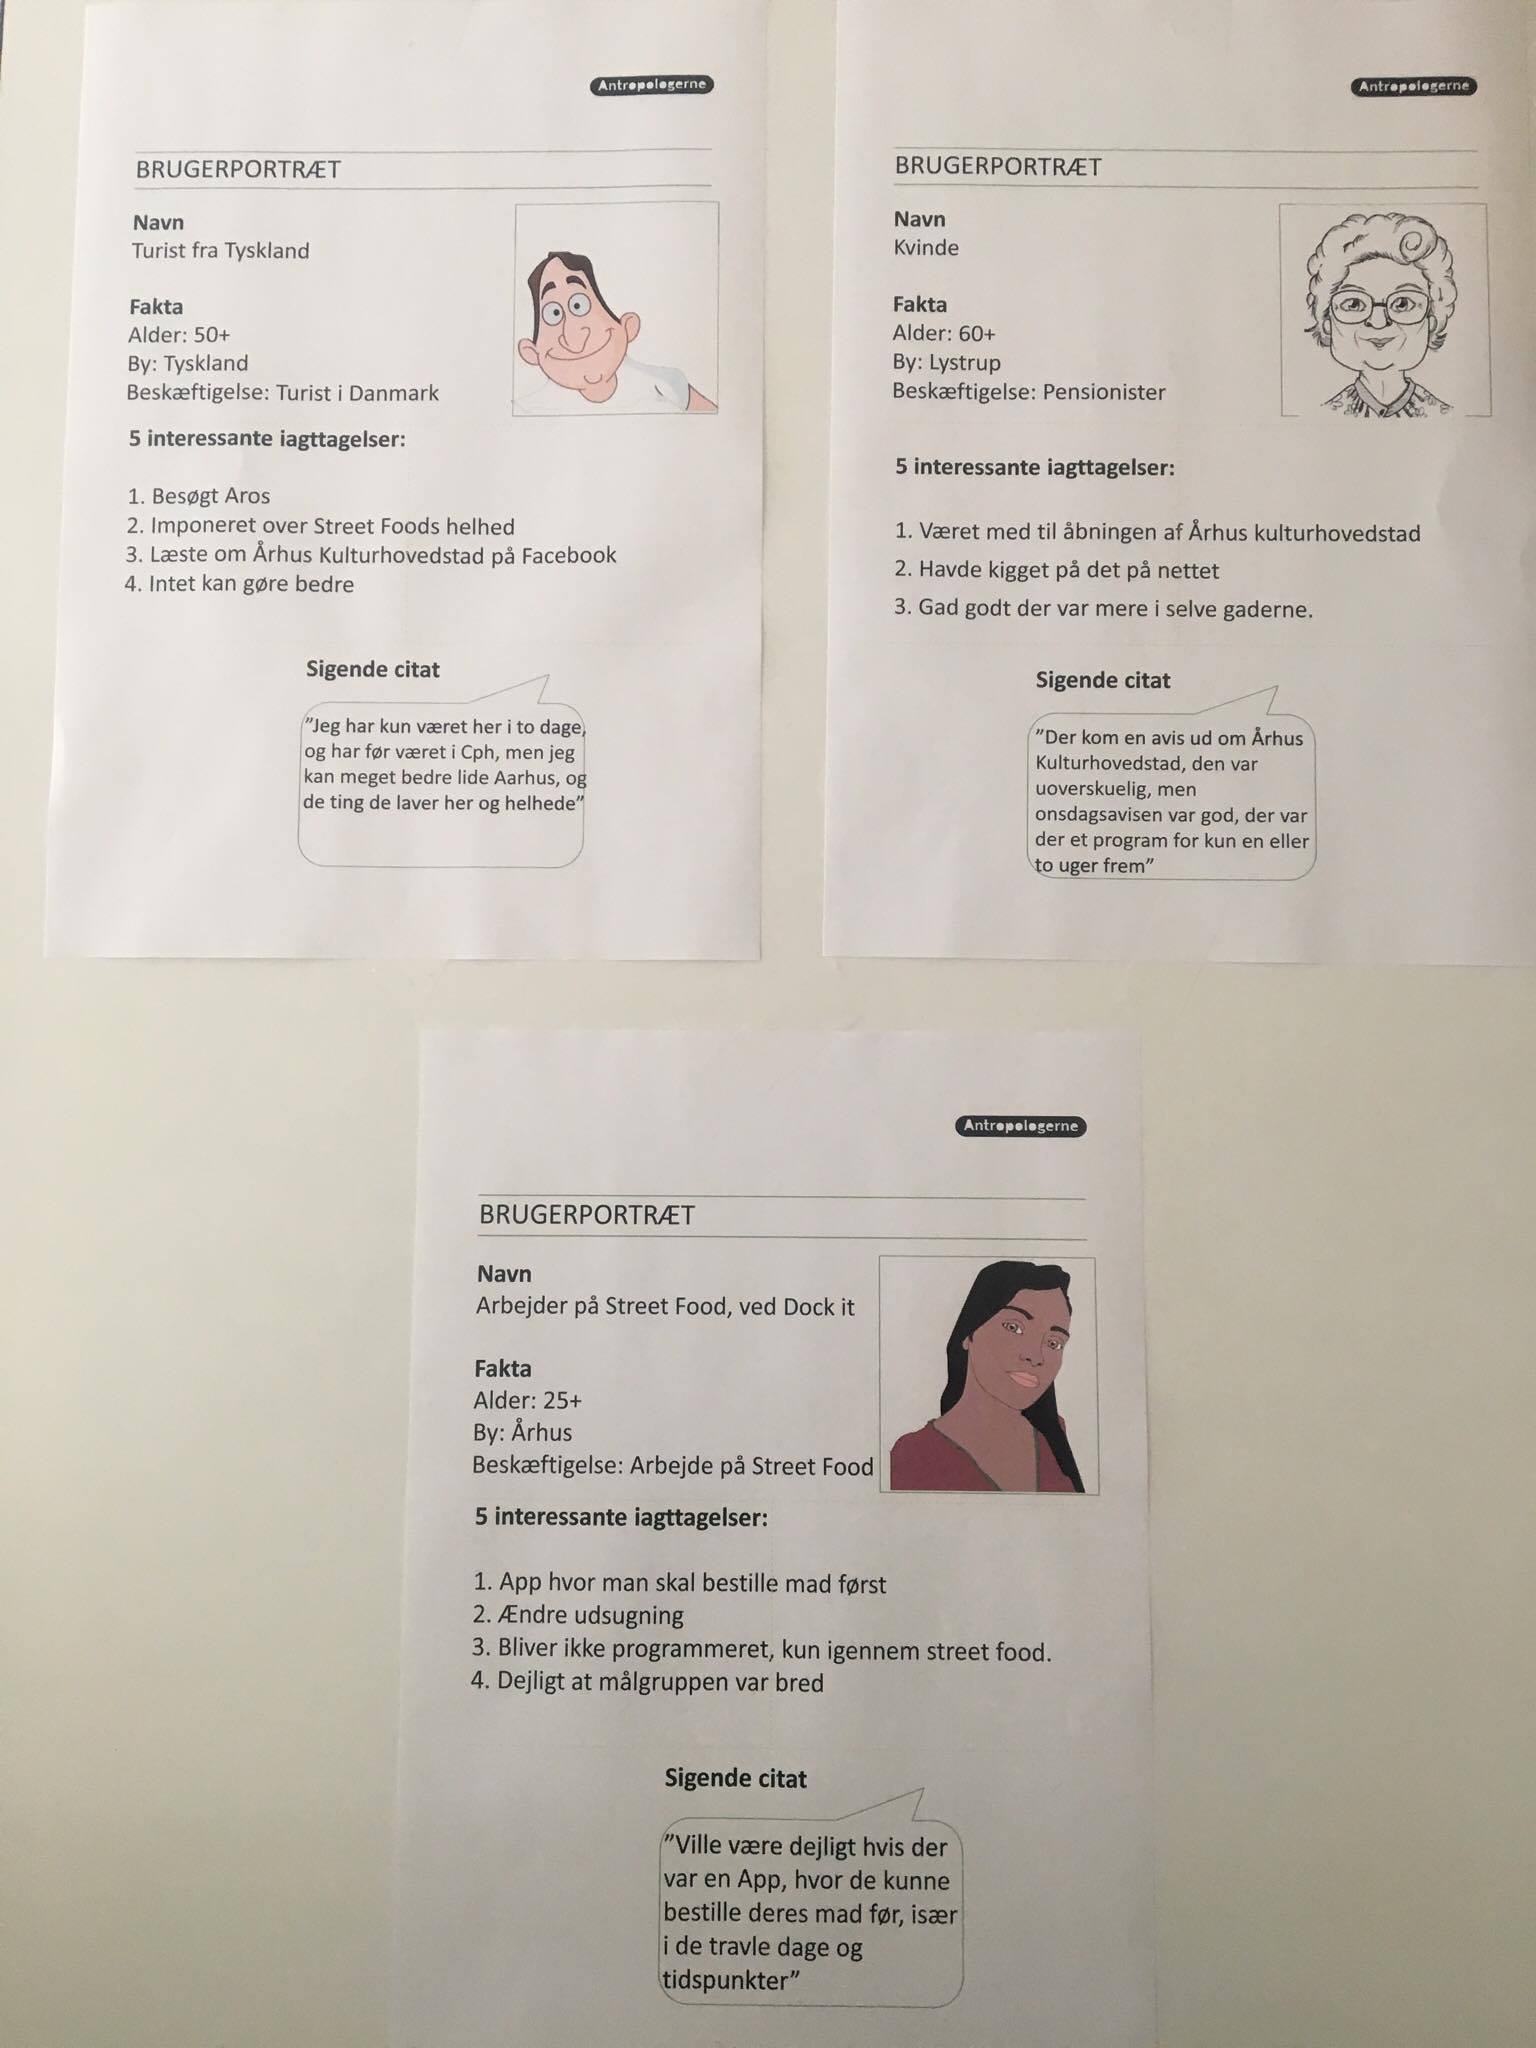 Antropologerne
BRUGERPORTRÆT
Navn
Turist fra Tyskland
Fakta
Alder: 50+
By: Tyskland
Beskæftigelse: Turist i Danmark
5 interessante iagttagelser:
1. Besøgt Aros
2. Imponeret over Street Foods helhed
3. Læste om Århus Kulturhovedstad på Facebook
4. Intet kan gøre bedre
Sigende citat
”Jeg har kun været her i to dage,
og har før været i Cph, men jeg
kan meget bedre lide Aarhus, og
de ting de laver her og helhede”
Antropologerne
BRUGERPORTRÆT
Navn
Kvinde
Fakta
Alder: 60+
By: Lystrup
Beskæftigelse: Pensionister
5 interessante iagttagelser:
1. Været med til åbningen af Århus kulturhovedstad
2. Havde kigget på det på nettet
3. Gad godt der var mere i selve gaderne.
Sigende citat
”Der kom en avis ud om Århus
Kulturhovedstad, den var
uoverskuelig, men
onsdagsavisen var god, der var
der et program for kun en eller
to uger frem”
Antropologerne
BRUGERPORTRÆT
Navn
Arbejder på Street Food, ved Dock it
Fakta
Alder: 25+
By: Århus
Beskæftigelse: Arbejde på Street Food
5 interessante iagttagelser:
1. App hvor man skal bestille mad først
2. Ændre udsugning
3. Bliver ikke programmeret, kun igennem street food.
4. Dejligt at målgruppen var bred
Sigende citat
”Ville være dejligt hvis der
var en App, hvor de kunne
bestille deres mad før, især
i de travle dage og
tidspunkter”